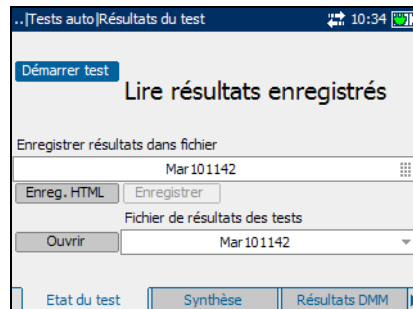 ..|Tests auto|Résultats du test 10:34
Démarrer test
Lire résultats enregistrés
Enregistrer résultats dans fichier
Mar101142
Enreg. HTML Enregistrer
Fichier de résultats des tests
Ouvrir Mar101142
Etat du test Synthèse Résultats DMM